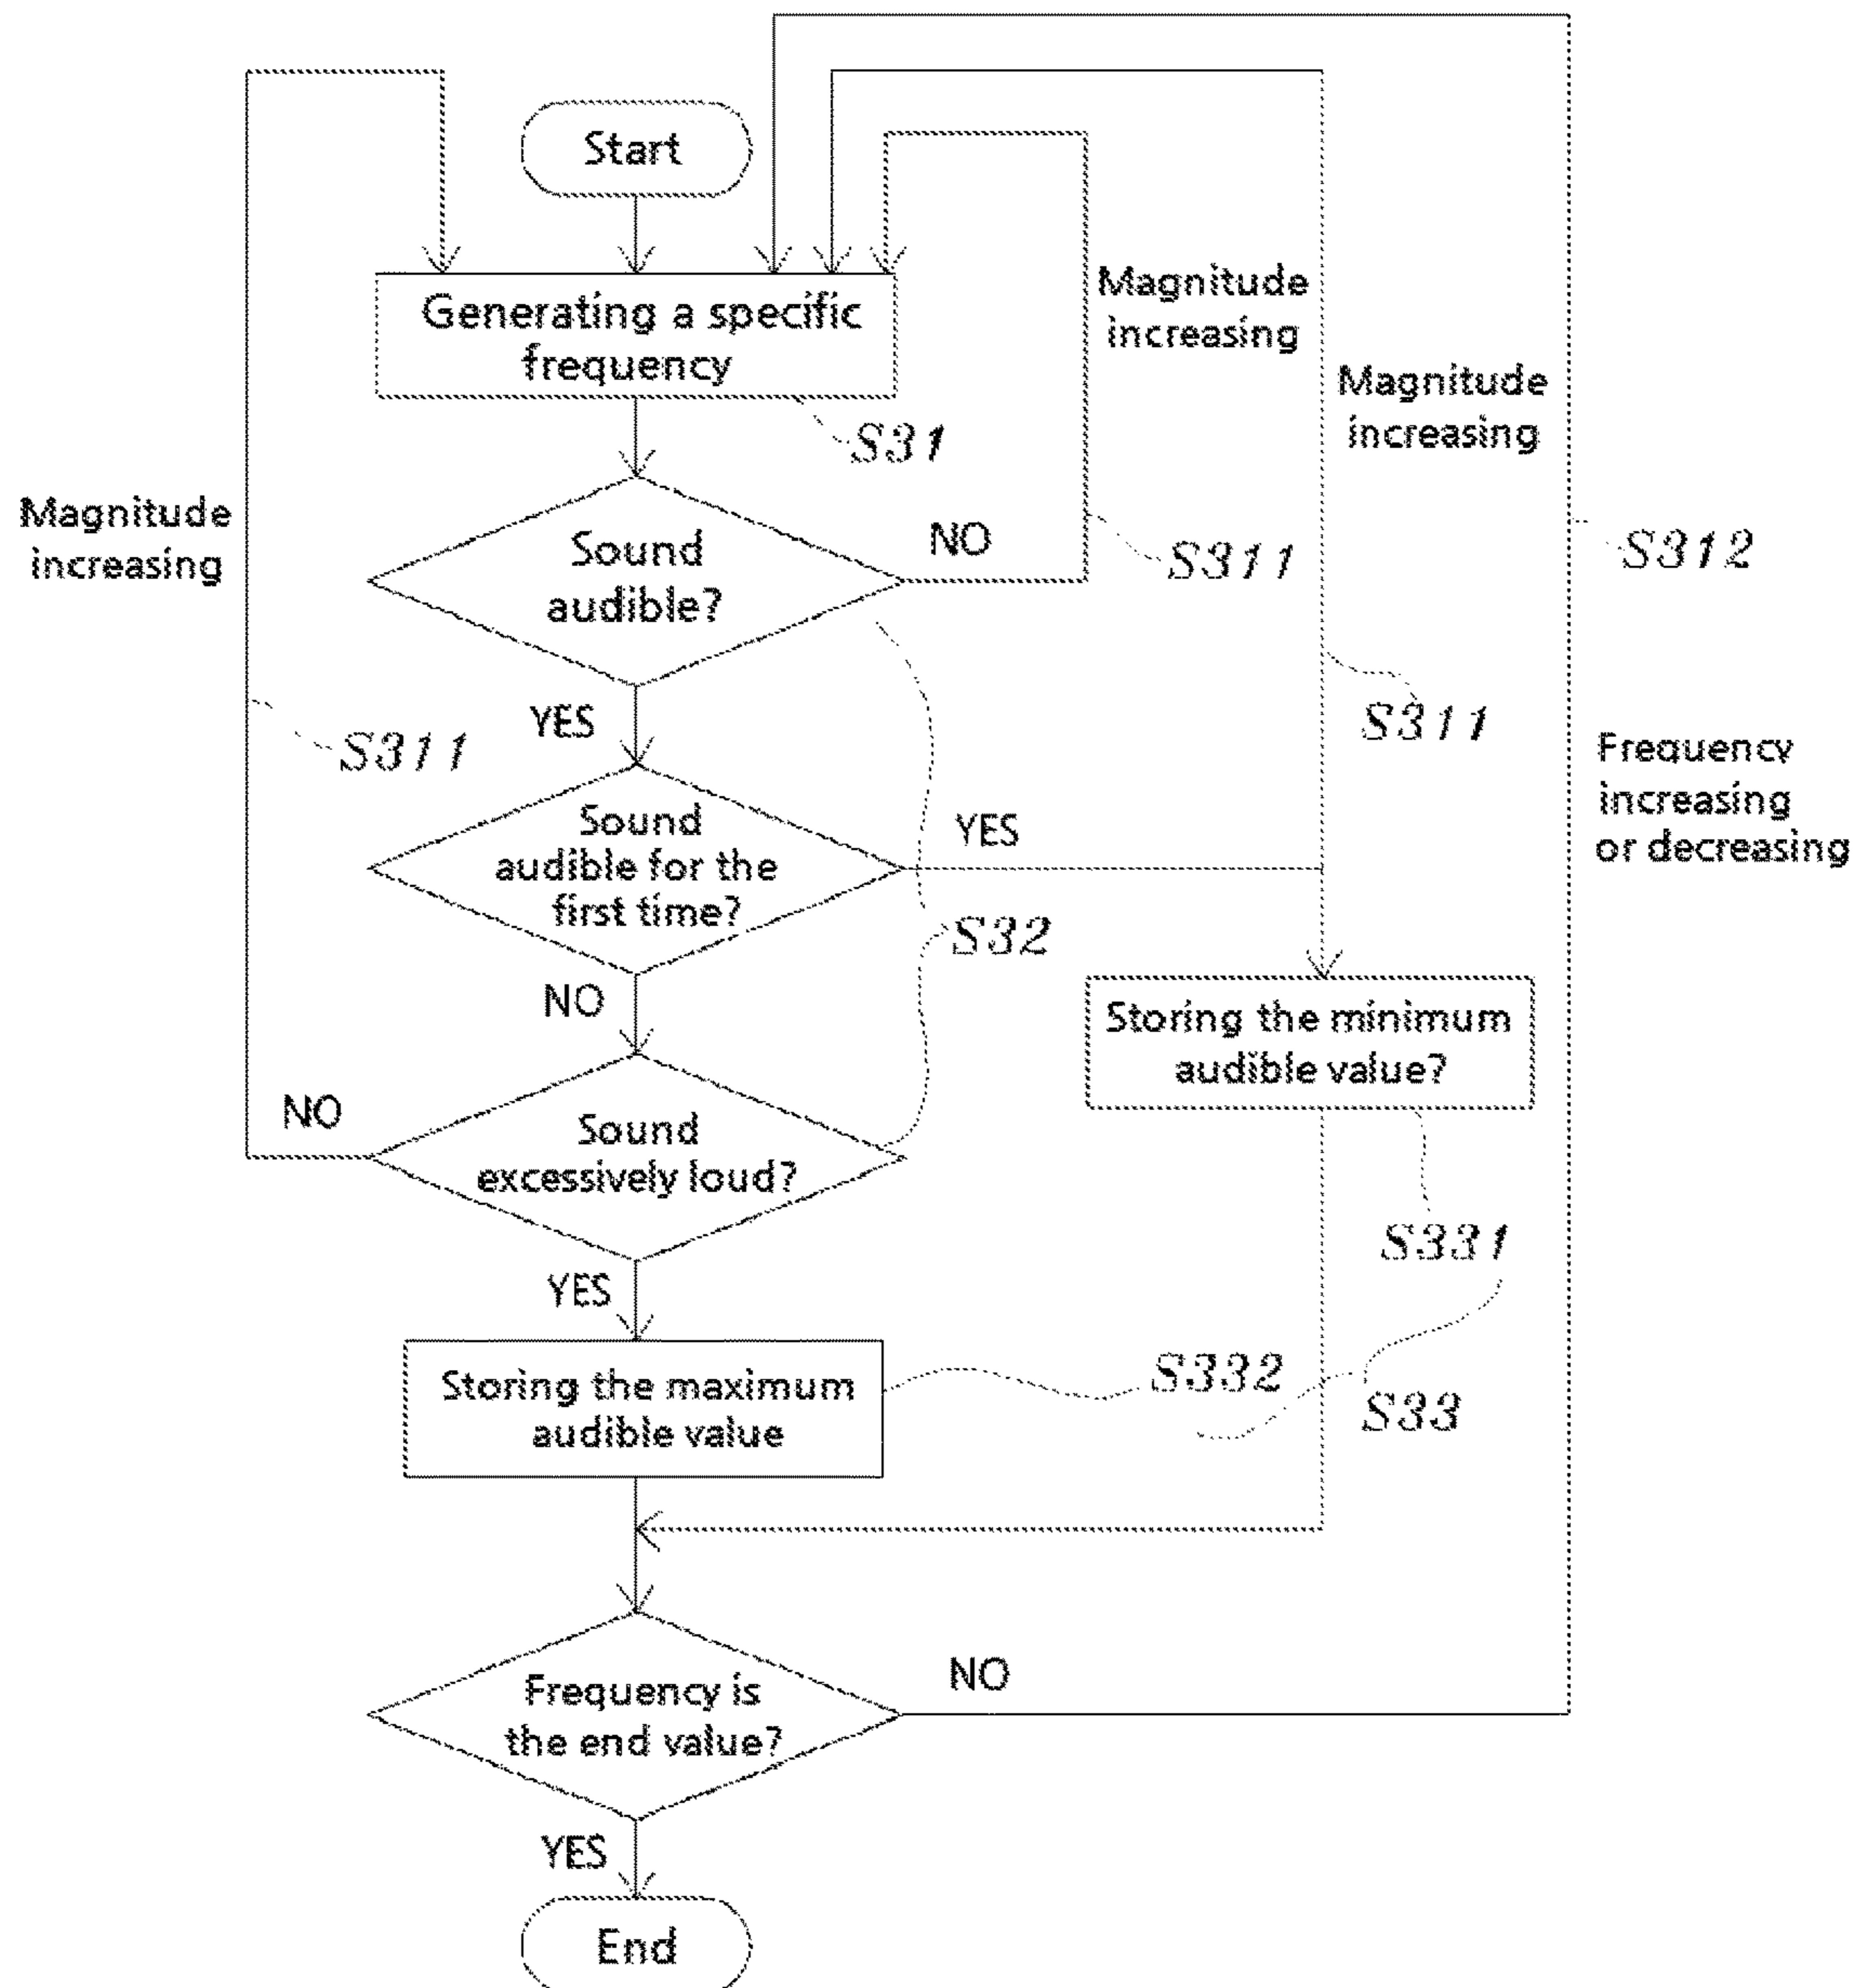 Start
Generating a specific
frequency
S31
Magnitude
increasing
Magnitude
increasing
Magnitude
increasing
Sound
audible?
NO
S311
S312
YES
S311
S311
Frequency
increasing
or decreasing
Sound
audible for the
first time?
YES
S32
NO
Storing the minimum
audible value?
NO
Sound
excessively loud?
S331
YES
Storing the maximum
audible value
S332
S33
Frequency is
the end value?
NO
YES
End